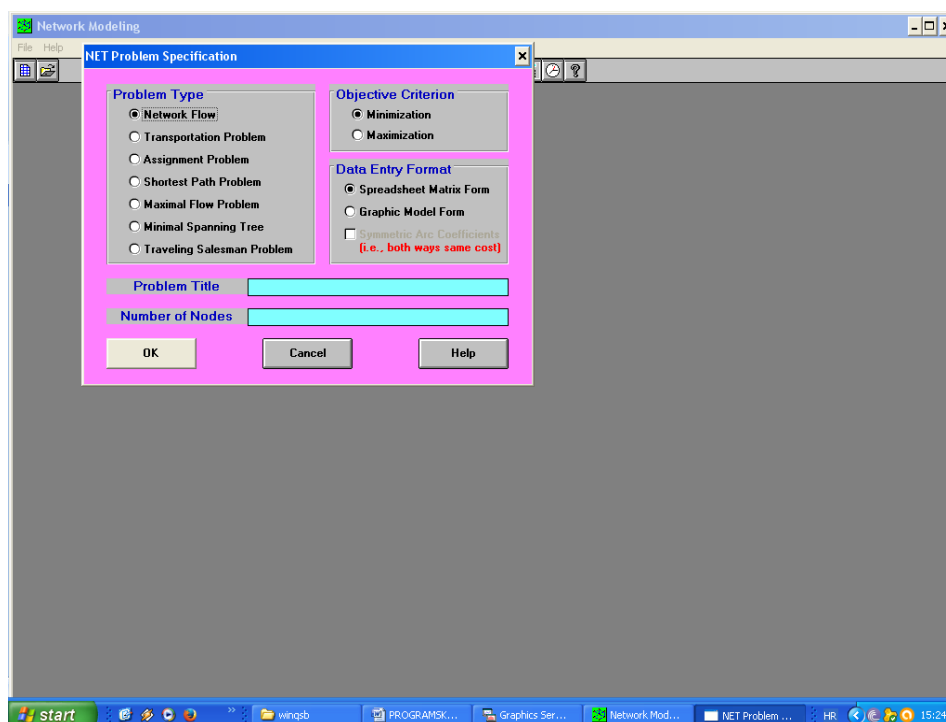 Network Modeling
File Help
NET Problem Specification
Problem Type
Network Flow
Transportation Problem
Assignment Problem
Shortest Path Problem
Maximal Flow Problem
Minimal Spanning Tree
Traveling Salesman Problem
Objective Criterion
Minimization
Maximization
Data Entry Format
Spreadsheet Matrix Form
Graphic Model Form
Symmetric Arc Coefficients
(i.e., both ways same cost)
Problem Title
Number of Nodes
OK Cancel Help
start » winqsb PROGRAMSK... Graphics Ser... Network Mod... NET Problem ... HR